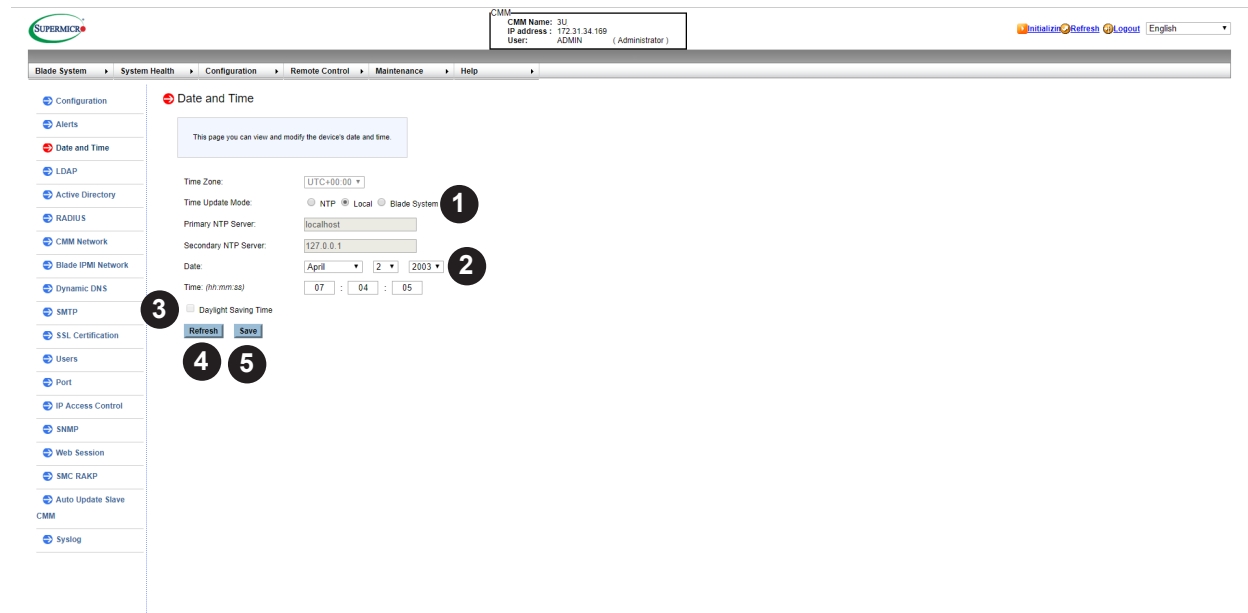 SUPERMICR
CMM
CMM Name: 3U
IP address : 172.31.34.169
User: ADMIN ( Administrator )
Initializin Refresh Logout English
Blade System System Health Configuration Remote Control Maintenance Help
Configuration
Alerts
Date and Time
LDAP
Active Directory
RADIUS
CMM Network
Blade IPMI Network
Dynamic DNS
SMTP
SSL Certification
Users
Port
IP Access Control
SNMP
Web Session
SMC RAKP
Auto Update Slave
CMM
Syslog
Date and Time
This page you can view and modify the device's date and time.
Time Zone: UTC+00:00
Time Update Mode: NTP Local Blade System 1
Primary NTP Server: localhost
Secondary NTP Server: 127.0.0.1
Date: April 2 2003 2
Time: (hh:mm:ss) 07 : 04 : 05
3 Daylight Saving Time
Refresh Save
4 5